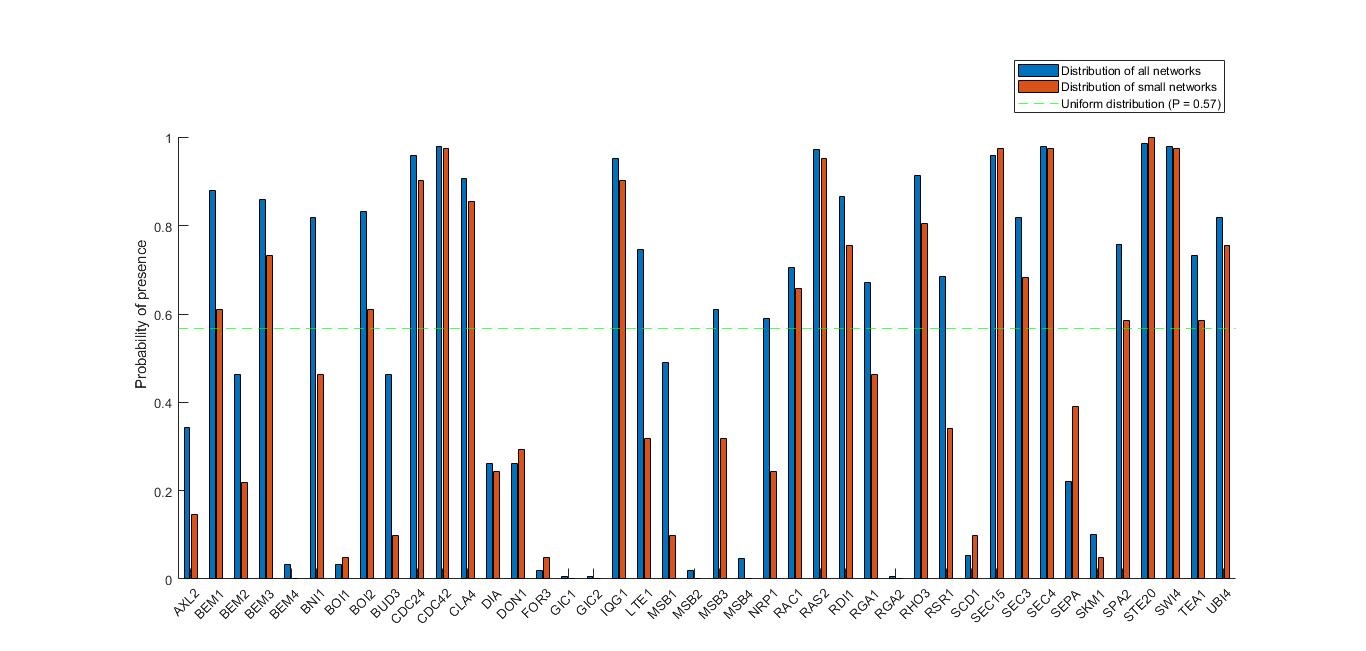 Distribution of all networks
Distribution of small networks
Uniform distribution (P = 0.57)
1
0.8
0.6
0.4
0.2
0
Probability of presence
AXL2
BEM1
BEM2
BEM3
BEM4
BNI1
BOI1
BOI2
BUD3
CDC24
CDC42
CLA4
DIA
DON1
FOR3
GIC1
GIC2
IQG1
LTE1
MSB1
MSB2
MSB3
MSB4
NRP1
RAC1
RAS2
RDI1
RGA1
RGA2
RHO3
RSR1
SCD1
SEC15
SEC3
SEC4
SEPA
SKM1
SPA2
STE20
SWI4
TEA1
UBI4